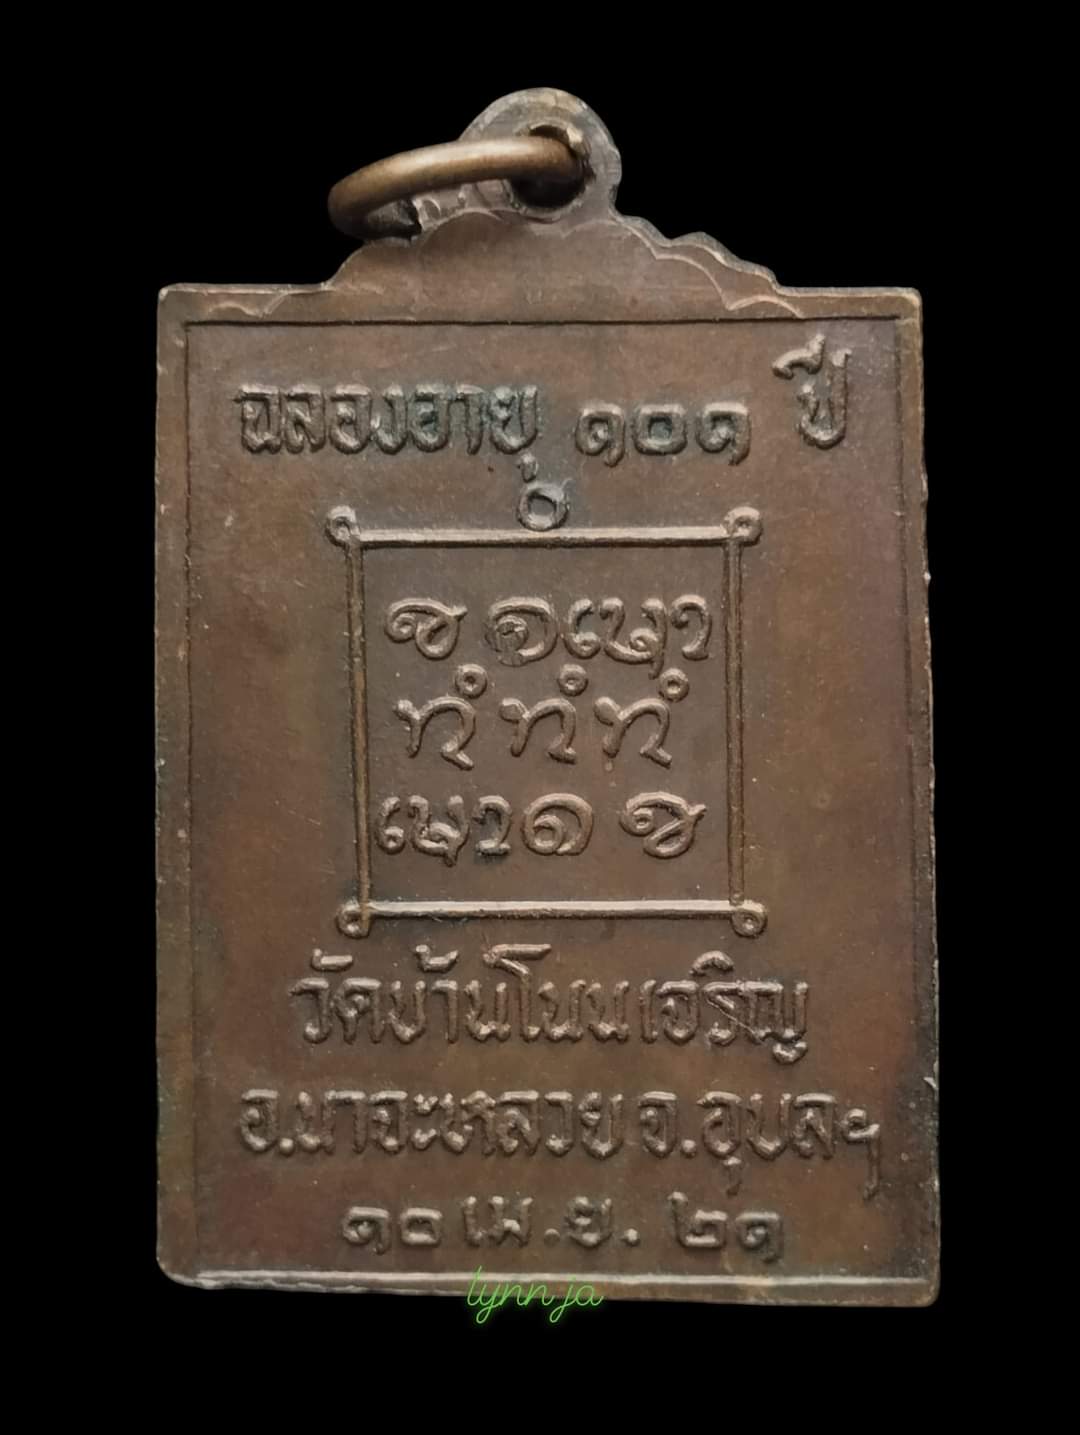 ฉลองอายุ ๑๐๑ ปี
วัดบ้านโนนเจริญ
อ.นาจะหลวย จ.อุบลฯ
๑๐ เม.ย. ๒๑
lynn ja